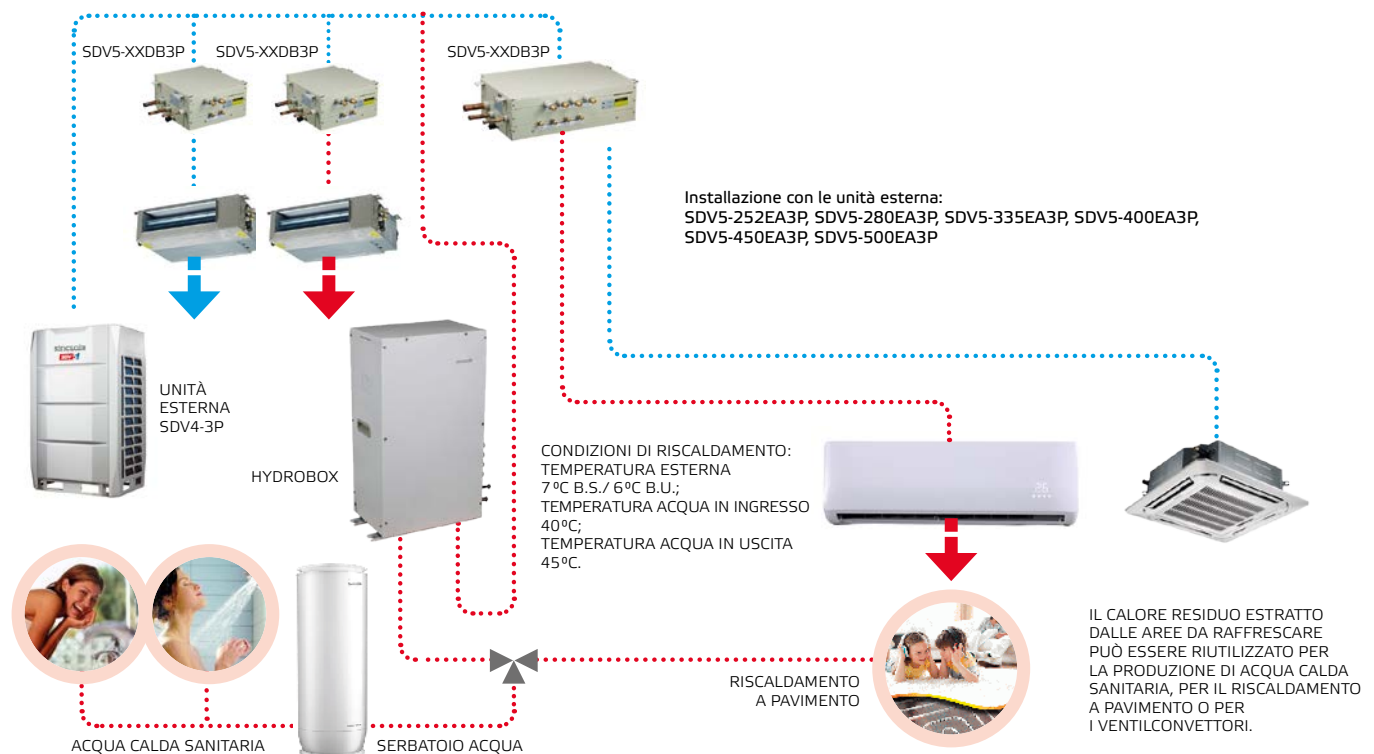 SDV5-XXDB3P
SDV5-XXDB3P
SDV5-XXDB3P
Installazione con le unità esterna:
SDV5-252EA3P, SDV5-280EA3P, SDV5-335EA3P, SDV5-400EA3P,
SDV5-450EA3P, SDV5-500EA3P
sinclair
UNITÀ
ESTERNA
SDV4-3P
HYDROBOX
CONDIZIONI DI RISCALDAMENTO:
TEMPERATURA ESTERNA
7ºC B.S./ 6ºC B.U.;
TEMPERATURA ACQUA IN INGRESSO
40ºC;
TEMPERATURA ACQUA IN USCITA
45ºC.
26
RISCALDAMENTO
A PAVIMENTO
IL CALORE RESIDUO ESTRATTO
DALLE AREE DA RAFFRESCARE
PUÒ ESSERE RIUTILIZZATO PER
LA PRODUZIONE DI ACQUA CALDA
SANITARIA, PER IL RISCALDAMENTO
A PAVIMENTO O PER
I VENTILCONVETTORI.
ACQUA CALDA SANITARIA
SERBATOIO ACQUA